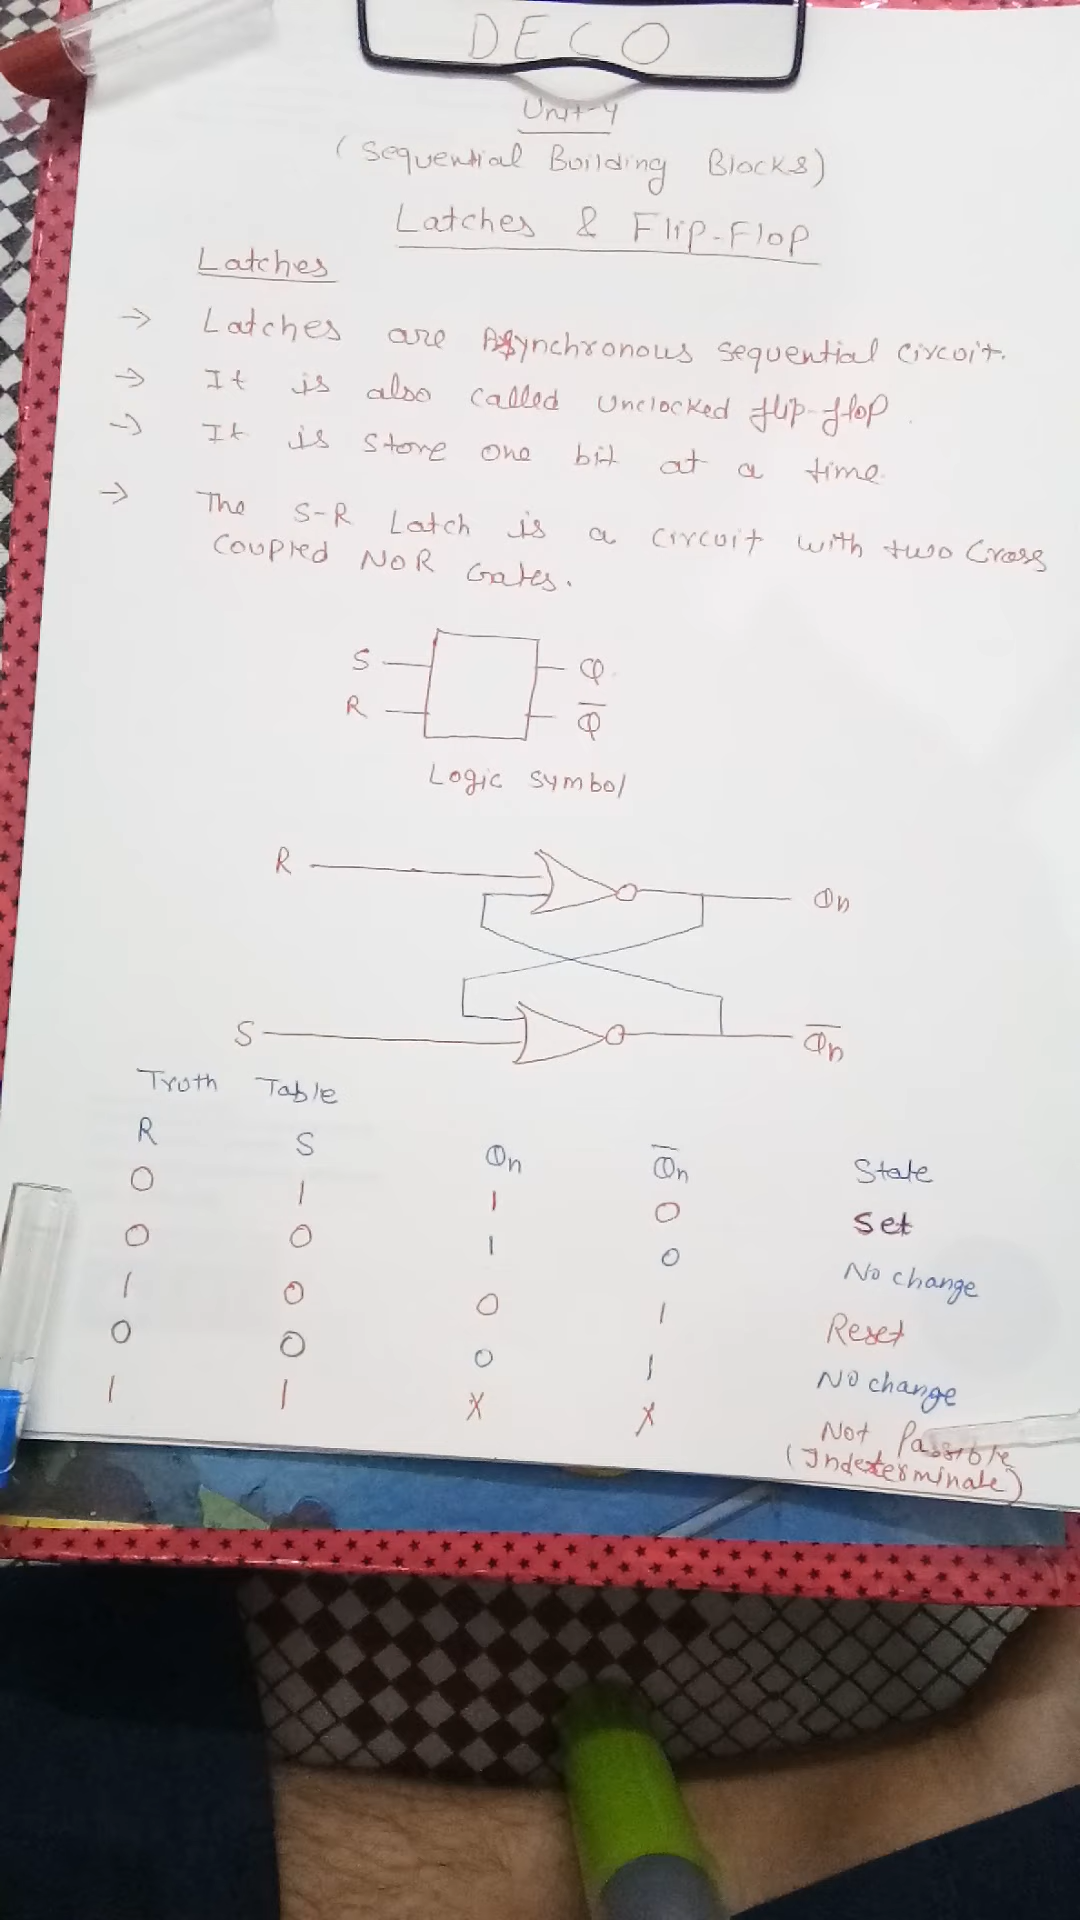 DECO
Unit-4
(Sequential Building Blocks)
Latches & Flip-Flop
Latches
→ Latches are Asynchronous sequential circuit.
→ It is also called unclocked flip-flop.
→ It is store one bit at a time.
→ The S-R Latch is a circuit with two Cross
Coupled NOR Gates.
S Q
R Q̅
Logic symbol
R Qn
S Q̅n
Truth Table
R S Qn Q̅n State
0 1 1 0 Set
0 0 1 0 No change
1 0 0 1 Reset
0 0 0 1 No change
1 1 X X Not Passible
(Indeterminate)